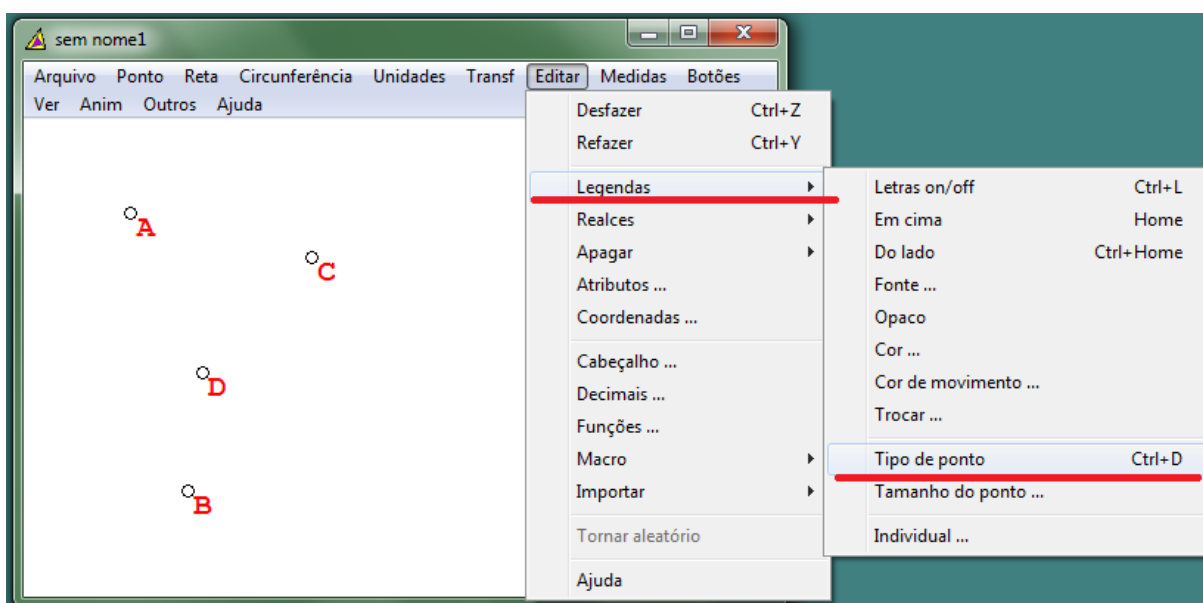 sem nome1
Arquivo Ponto Reta Circunferência Unidades Transf Editar Medidas Botões
Ver Anim Outros Ajuda
A
C
D
B
Desfazer Ctrl+Z
Refazer Ctrl+Y
Legendas
Realces
Apagar
Atributos ...
Coordenadas ...
Cabeçalho ...
Decimais ...
Funções ...
Macro
Importar
Tornar aleatório
Ajuda
Letras on/off Ctrl+L
Em cima Home
Do lado Ctrl+Home
Fonte ...
Opaco
Cor ...
Cor de movimento ...
Trocar ...
Tipo de ponto Ctrl+D
Tamanho do ponto ...
Individual ...